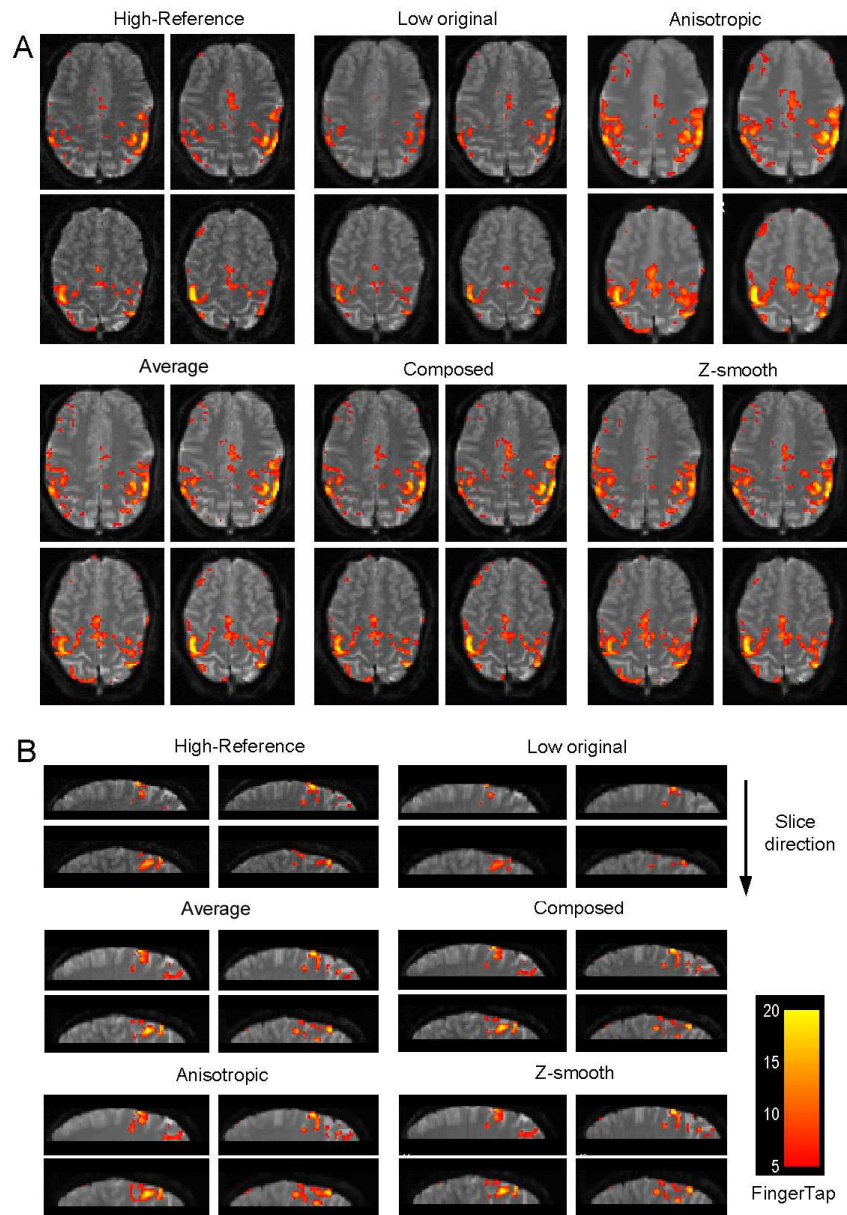 High-Reference
Low original
Anisotropic
A
R
Average
Composed
Z-smooth
B
High-Reference
Low original
Slice
direction
Average
Composed
Anisotropic
Z-smooth
20
15
10
5
FingerTap